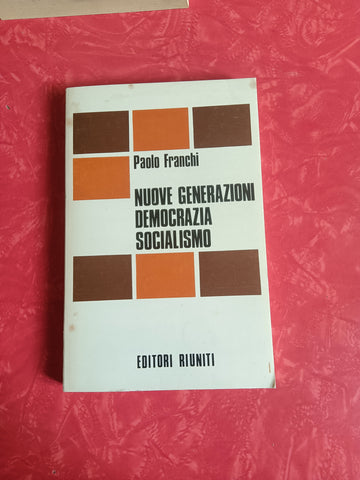 Paolo Franchi
NUOVE GENERAZIONI
DEMOCRAZIA
SOCIALISMO
EDITORI RIUNITI